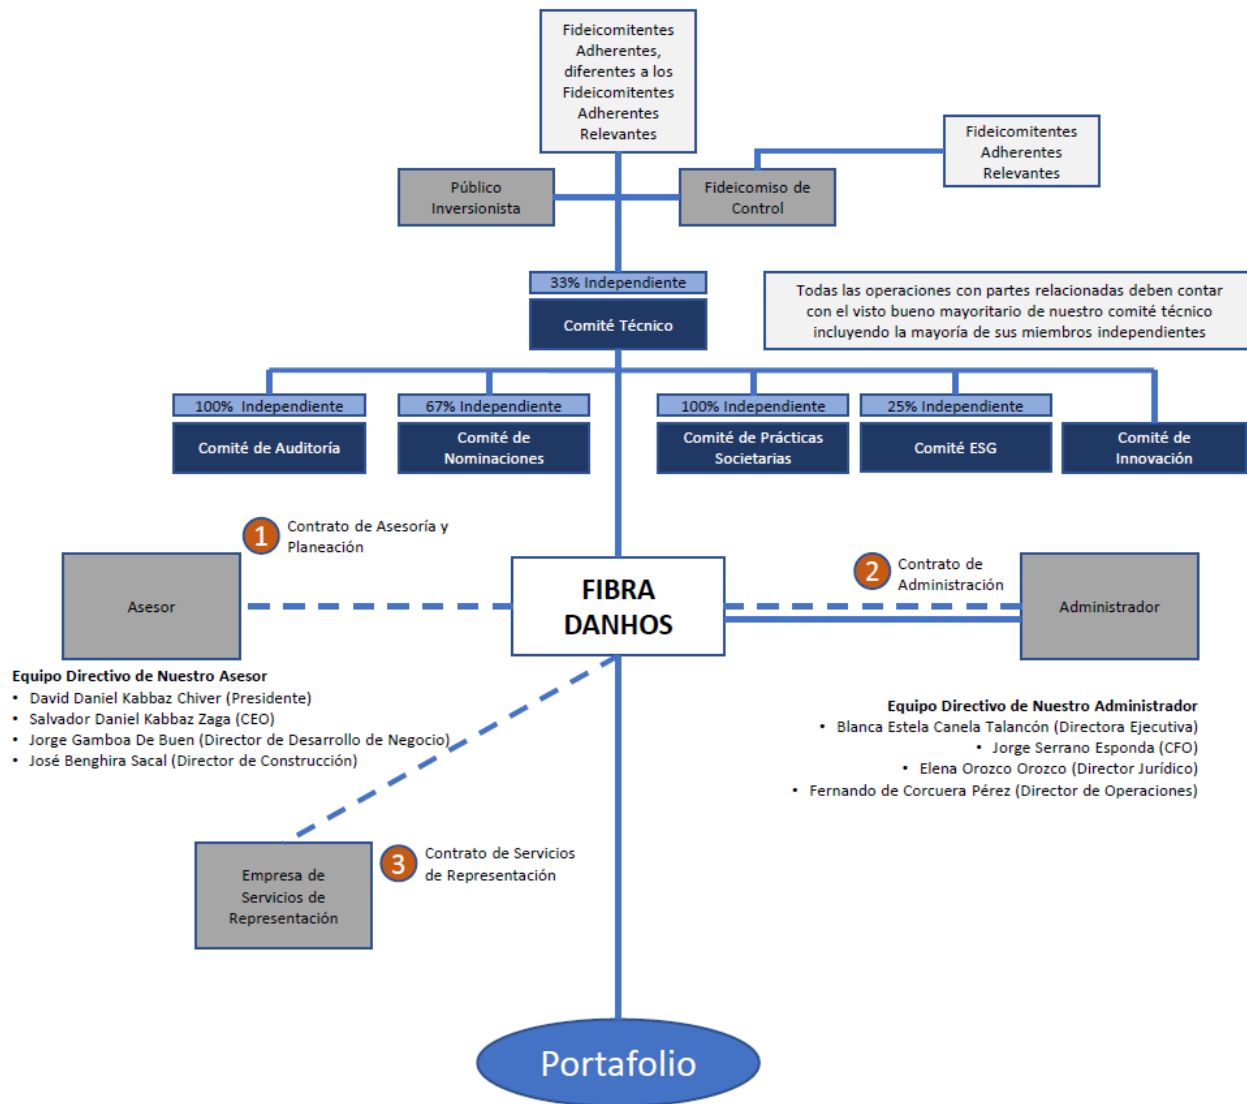 Fideicomitentes
Adherentes,
diferentes a los
Fideicomitentes
Adherentes
Relevantes
Fideicomitentes
Adherentes
Relevantes
Público
Inversionista
Fideicomiso de
Control
33% Independiente
Comité Técnico
Todas las operaciones con partes relacionadas deben contar
con el visto bueno mayoritario de nuestro comité técnico
incluyendo la mayoría de sus miembros independientes
100% Independiente
Comité de Auditoría
67% Independiente
Comité de
Nominaciones
100% Independiente
Comité de Prácticas
Societarias
25% Independiente
Comité ESG
Comité de
Innovación
1
Contrato de Asesoría y
Planeación
Asesor
FIBRA
DANHOS
2
Contrato de
Administración
Administrador
Equipo Directivo de Nuestro Asesor
• David Daniel Kabbaz Chiver (Presidente)
• Salvador Daniel Kabbaz Zaga (CEO)
• Jorge Gamboa De Buen (Director de Desarrollo de Negocio)
• José Benghira Sacal (Director de Construcción)
Equipo Directivo de Nuestro Administrador
• Blanca Estela Canela Talancón (Directora Ejecutiva)
• Jorge Serrano Esponda (CFO)
• Elena Orozco Orozco (Director Jurídico)
• Fernando de Corcuera Pérez (Director de Operaciones)
3
Contrato de Servicios
de Representación
Empresa de
Servicios de
Representación
Portafolio